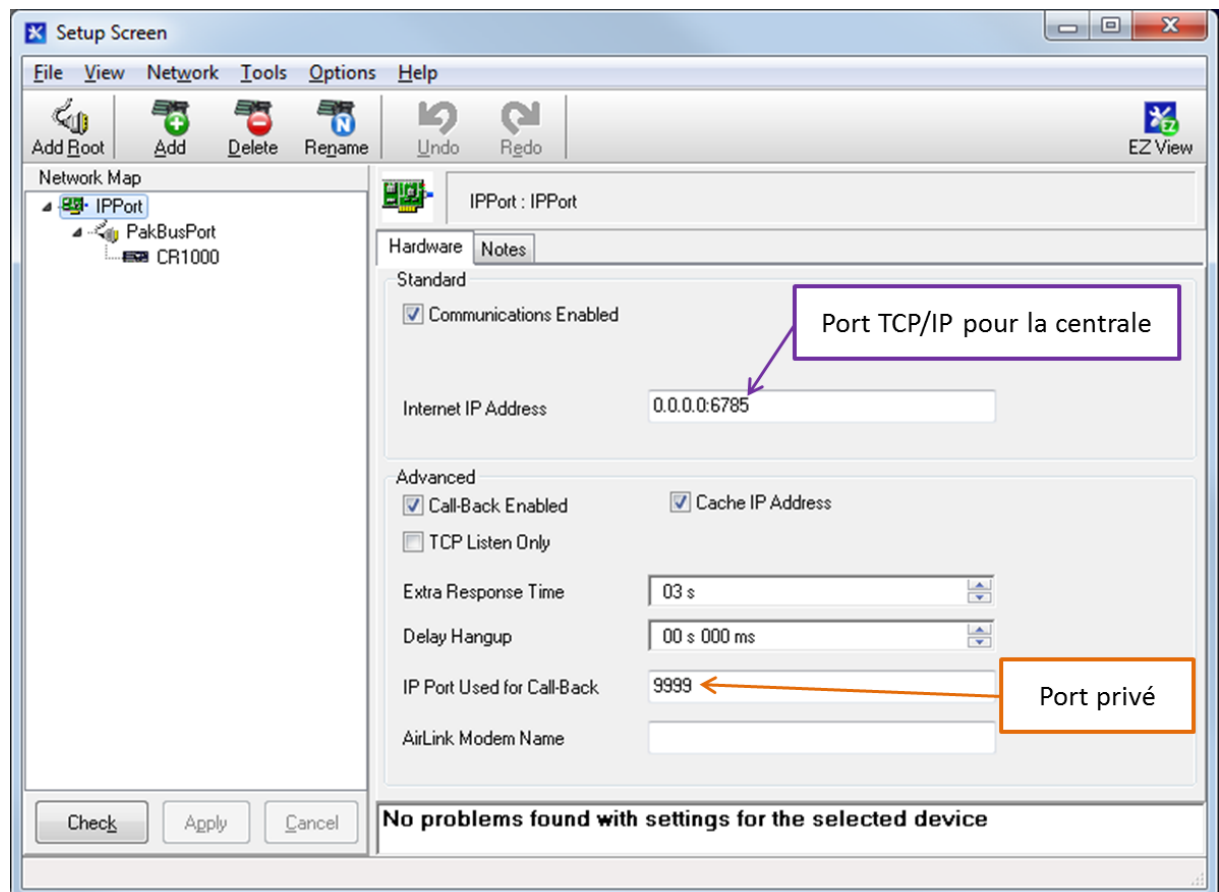 Setup Screen
File View Network Tools Options Help
Add Root Add Delete Rename Undo Redo EZ View
Network Map
IPPort
PakBusPort
CR1000
IPPort : IPPort
Hardware Notes
Standard
Communications Enabled
Port TCP/IP pour la centrale
Internet IP Address 0.0.0.0:6785
Advanced
Call-Back Enabled Cache IP Address
TCP Listen Only
Extra Response Time 03 s
Delay Hangup 00 s 000 ms
IP Port Used for Call-Back 9999
Port privé
AirLink Modem Name
Check Apply Cancel
No problems found with settings for the selected device